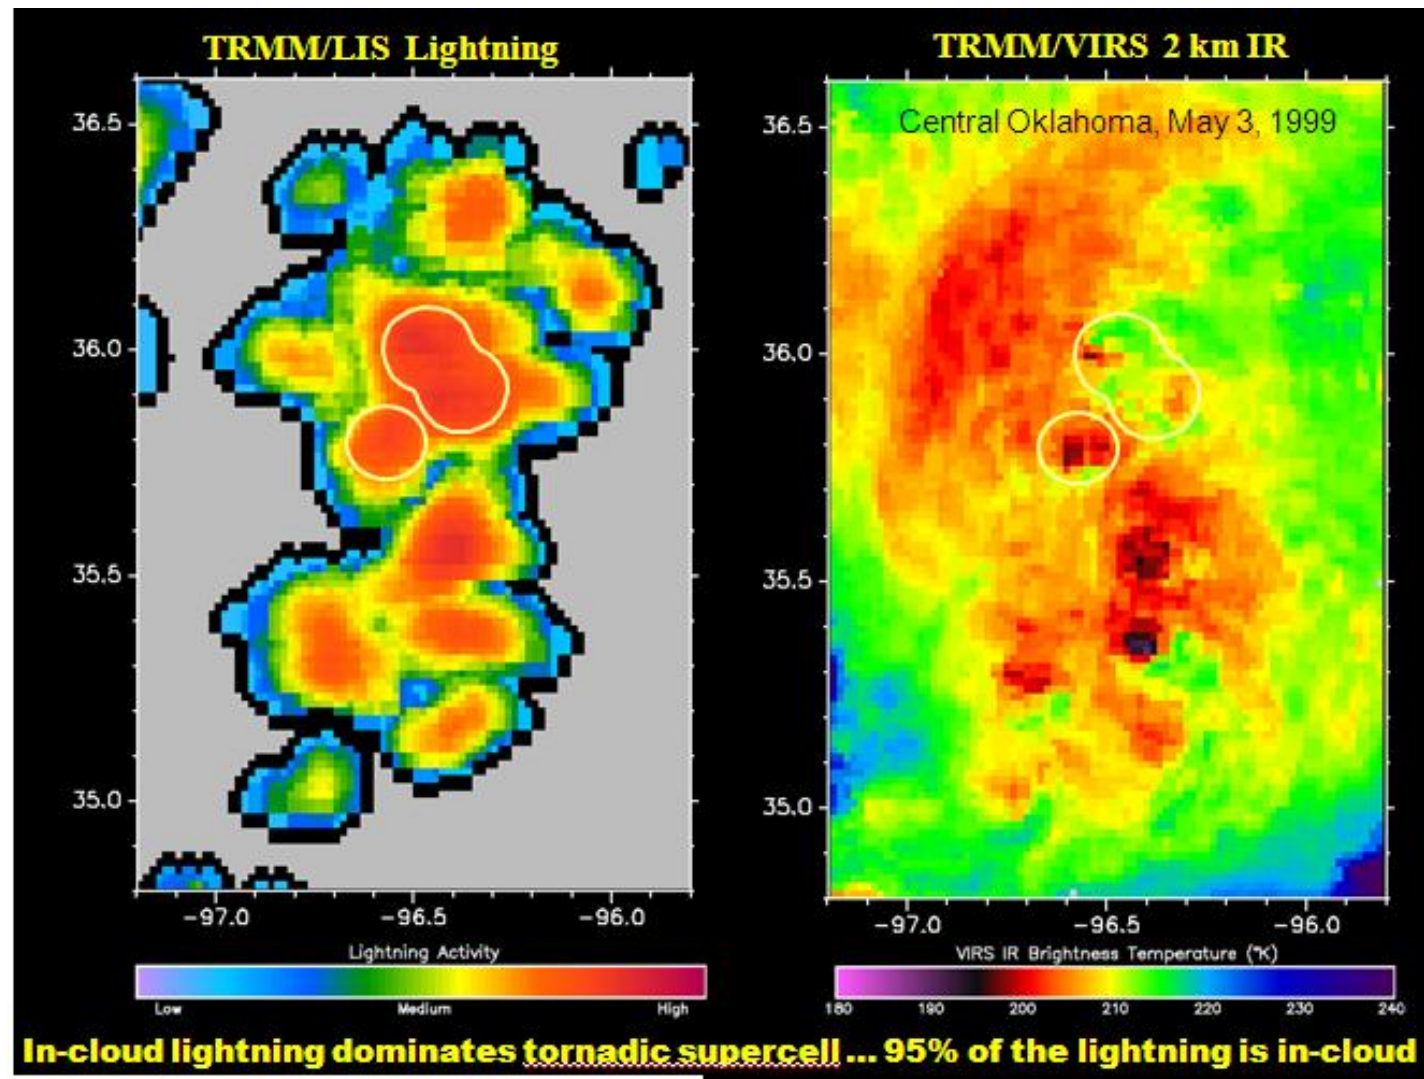 TRMM/LIS Lightning
TRMM/VIRS 2 km IR
Central Oklahoma, May 3, 1999
36.5
36.0
35.5
35.0
-97.0 -96.5 -96.0
36.5
36.0
35.5
35.0
-97.0 -96.5 -96.0
Lightning Activity
Low Medium High
VIRS IR Brightness Temperature (°K)
180 190 200 210 220 230 240
In-cloud lightning dominates tornadic supercell ... 95% of the lightning is in-cloud